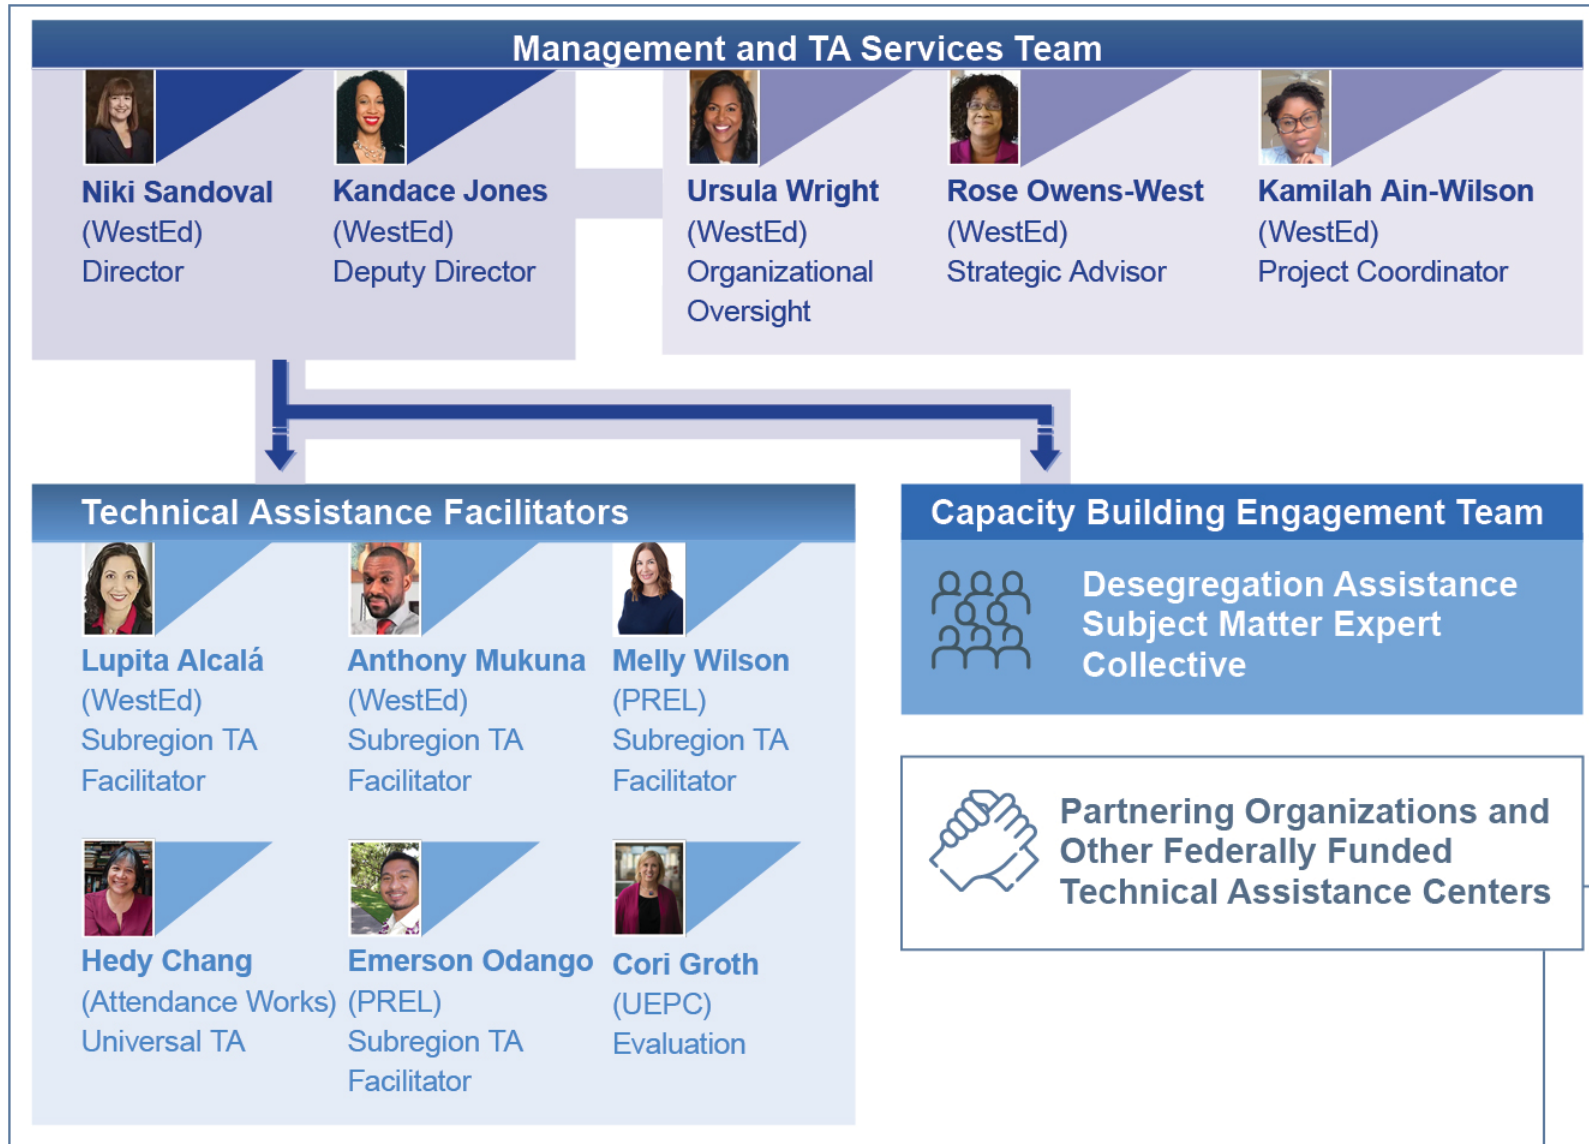 Management and TA Services Team
Niki Sandoval
(WestEd)
Director
Kandace Jones
(WestEd)
Deputy Director
Ursula Wright
(WestEd)
Organizational
Oversight
Rose Owens-West
(WestEd)
Strategic Advisor
Kamilah Ain-Wilson
(WestEd)
Project Coordinator
Technical Assistance Facilitators
Lupita Alcalá
(WestEd)
Subregion TA
Facilitator
Anthony Mukuna
(WestEd)
Subregion TA
Facilitator
Melly Wilson
(PREL)
Subregion TA
Facilitator
Hedy Chang
(Attendance Works)
Universal TA
Emerson Odango
(PREL)
Subregion TA
Facilitator
Cori Groth
(UEPC)
Evaluation
Capacity Building Engagement Team
Desegregation Assistance
Subject Matter Expert
Collective
Partnering Organizations and
Other Federally Funded
Technical Assistance Centers